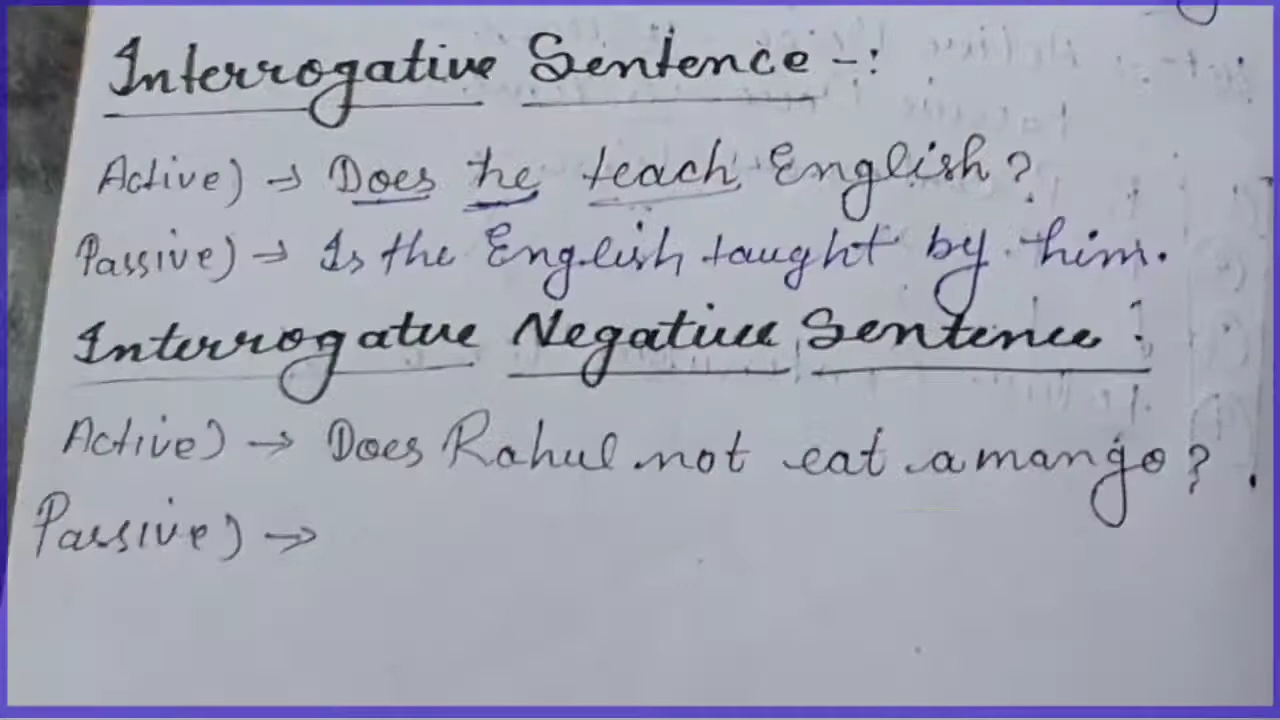 Interrogative Sentence -:
Active) → Does he teach English?
Passive) → Is the English taught by him.
Interrogatve Negative Sentence :
Active) → Does Rahul not eat a mango?
Passive) →